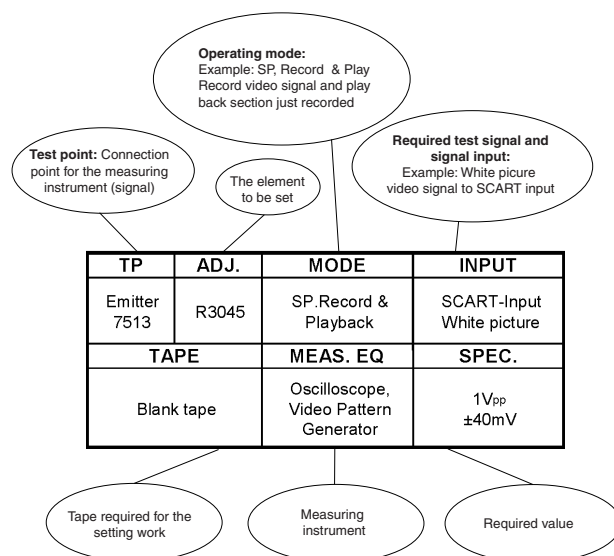 Operating mode:
Example: SP, Record & Play
Record video signal and play
back section just recorded
Test point: Connection
point for the measuring
instrument (signal)
The element
to be set
Required test signal and
signal input:
Example: White picure
video signal to SCART input
TP ADJ. MODE INPUT
Emitter
7513
R3045
SP.Record &
Playback
SCART-Input
White picture
TAPE MEAS. EQ SPEC.
Blank tape
Oscilloscope,
Video Pattern
Generator
1Vpp
±40mV
Tape required for the
setting work
Measuring
instrument
Required value